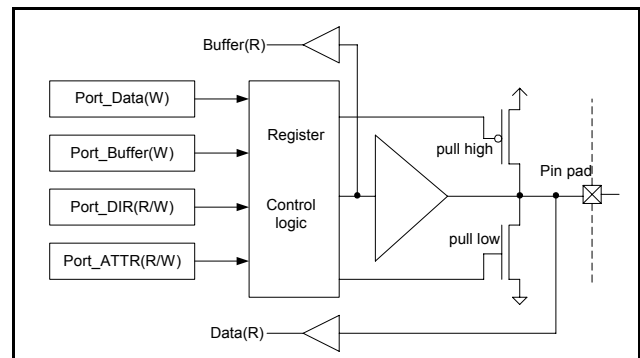 Buffer(R)
Port_Data(W)
Port_Buffer(W)
Port_DIR(R/W)
Port_ATTR(R/W)
Register
Control
logic
pull high
Pin pad
pull low
Data(R)